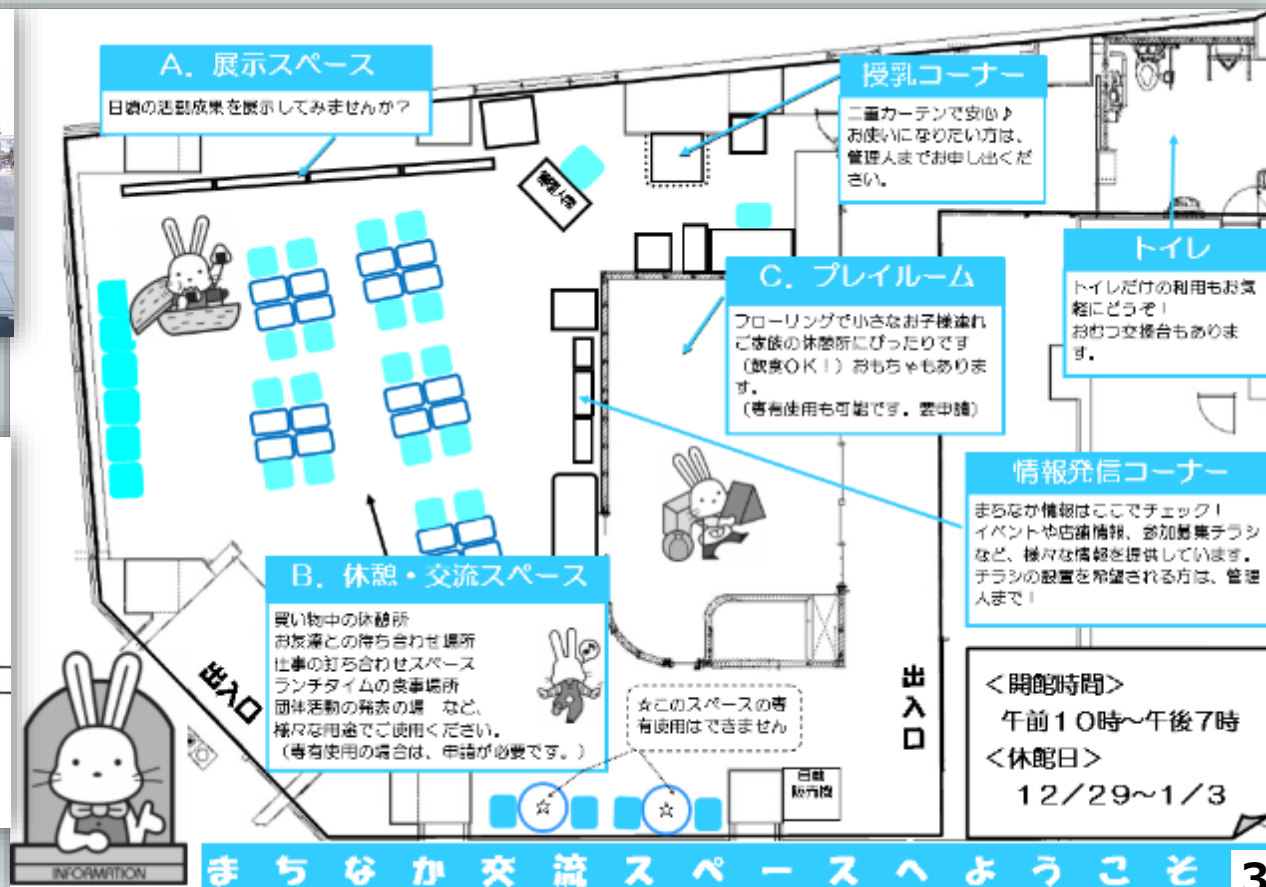 A．展示スペース
日頃の活動成果を展示してみませんか？
授乳コーナー
二重カーテンで安心♪
お使いになりたい方は、
管理人までお申し出くだ
さい。
トイレ
トイレだけの利用もお気
軽にどうぞ！
おむつ交換台もありま
す。
C．プレイルーム
フローリングで小さなお子様連れ
ご家族の休憩所にぴったりです
（飲食OK！）おもちゃもありま
す。
（専有使用も可能です。要申請）
情報発信コーナー
まちなか情報はここでチェック！
イベントや店舗情報、参加募集チラシ
など、様々な情報を提供しています。
チラシの設置を希望される方は、管理
人まで！
B．休憩・交流スペース
買い物中の休憩所
お友達との待ち合わせ場所
仕事の打ち合わせスペース
ランチタイムの食事場所
団体活動の発表の場　など、
様々な用途でご使用ください。
（専有使用の場合は、申請が必要です。）
出入口
☆このスペースの専
有使用はできません
☆
☆
自動
販売機
出入口
＜開館時間＞
午前１０時～午後７時
＜休館日＞
１２／２９～１／３
INFORMATION
まちなか交流スペースへようこそ
3